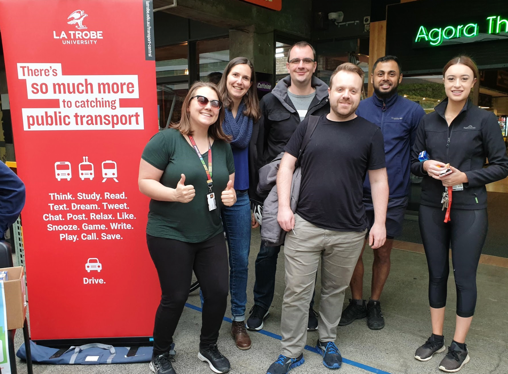 LA TROBE
UNIVERSITY
There's
so much more
to catching
public transport
Think. Study. Read.
Text. Dream. Tweet.
Chat. Post. Relax. Like.
Snooze. Game. Write.
Play. Call. Save.
Drive.
Agora Th